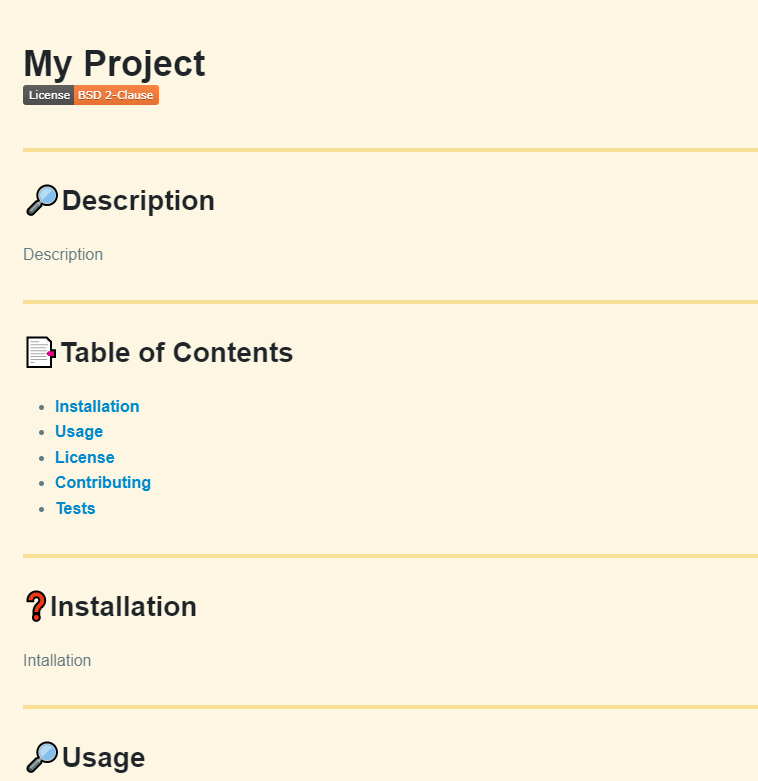 My Project
License BSD 2-Clause
🔎Description
Description
📑Table of Contents
Installation
Usage
License
Contributing
Tests
❓Installation
Intallation
🔎Usage